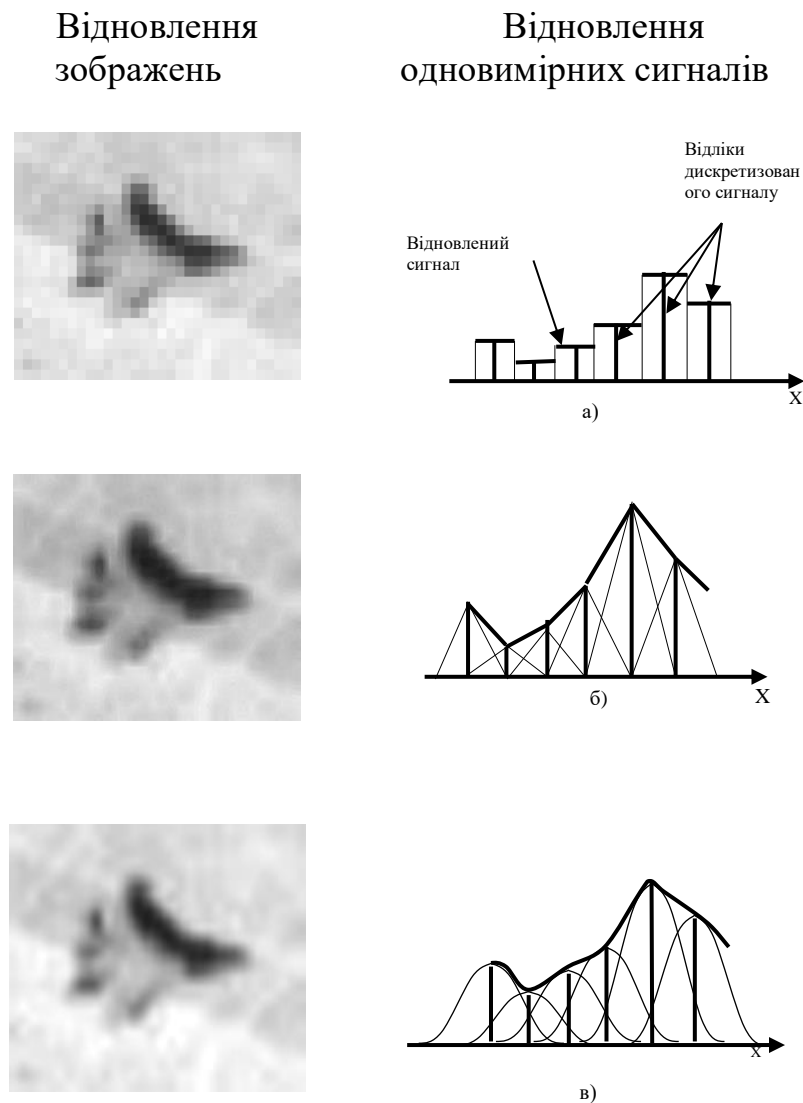 Відновлення
зображень
Відновлення
одновимірних сигналів
Відліки
дискретизован
ого сигналу
Відновлений
сигнал
X
а)
X
б)
X
в)